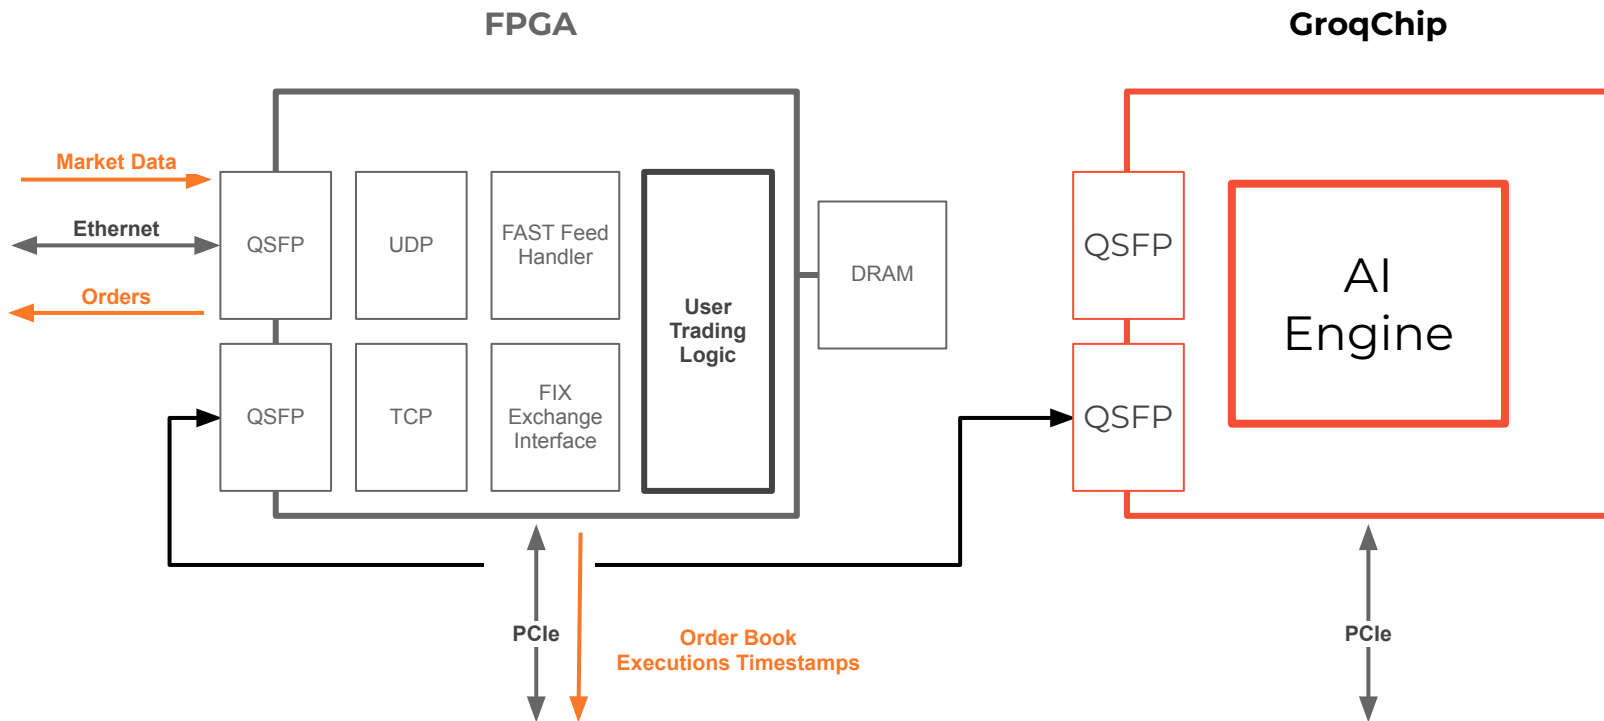 FPGA
GroqChip
Market Data
Ethernet
Orders
QSFP
UDP
FAST Feed
Handler
User
Trading
Logic
DRAM
QSFP
TCP
FIX
Exchange
Interface
QSFP
QSFP
AI
Engine
PCIe
Order Book
Executions Timestamps
PCIe